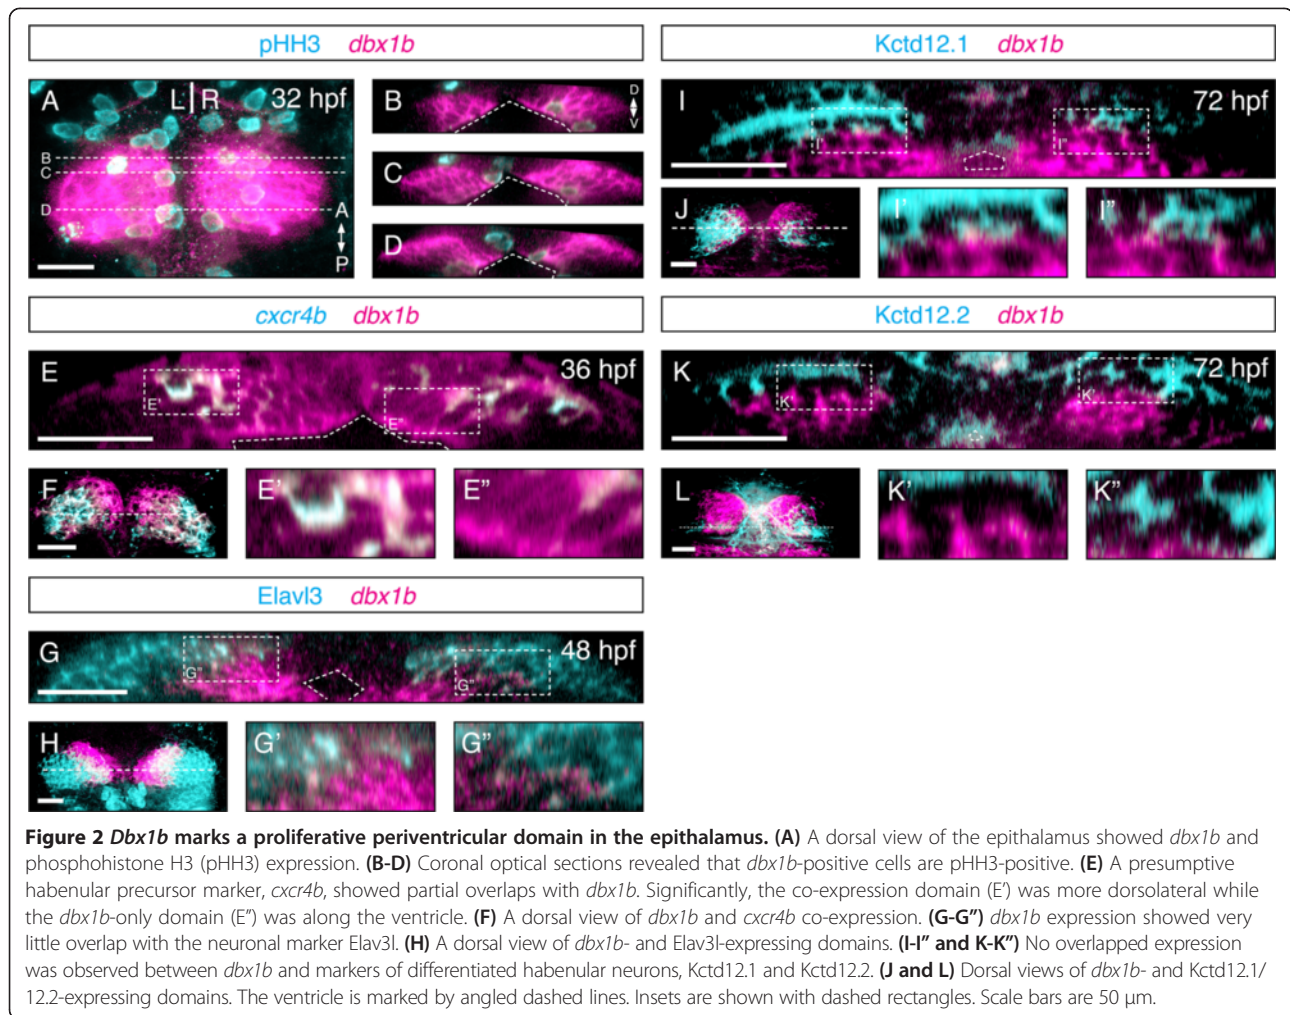 pHH3 dbx1b
A L R 32 hpf
B
C
D
A
P
B D
V
C
D
cxcr4b dbx1b
E 36 hpf
E'
E"
F E' E"
Elavl3 dbx1b
G 48 hpf
G"
G"
H G' G"
Kctd12.1 dbx1b
I 72 hpf
I'
I"
J I' I"
Kctd12.2 dbx1b
K 72 hpf
K'
K'
L K' K"
Figure 2 Dbx1b marks a proliferative periventricular domain in the epithalamus. (A) A dorsal view of the epithalamus showed dbx1b and
phosphohistone H3 (pHH3) expression. (B-D) Coronal optical sections revealed that dbx1b-positive cells are pHH3-positive. (E) A presumptive
habenular precursor marker, cxcr4b, showed partial overlaps with dbx1b. Significantly, the co-expression domain (E') was more dorsolateral while
the dbx1b-only domain (E") was along the ventricle. (F) A dorsal view of dbx1b and cxcr4b co-expression. (G-G") dbx1b expression showed very
little overlap with the neuronal marker Elav3l. (H) A dorsal view of dbx1b- and Elav3l-expressing domains. (I-I" and K-K") No overlapped expression
was observed between dbx1b and markers of differentiated habenular neurons, Kctd12.1 and Kctd12.2. (J and L) Dorsal views of dbx1b- and Kctd12.1/
12.2-expressing domains. The ventricle is marked by angled dashed lines. Insets are shown with dashed rectangles. Scale bars are 50 μm.